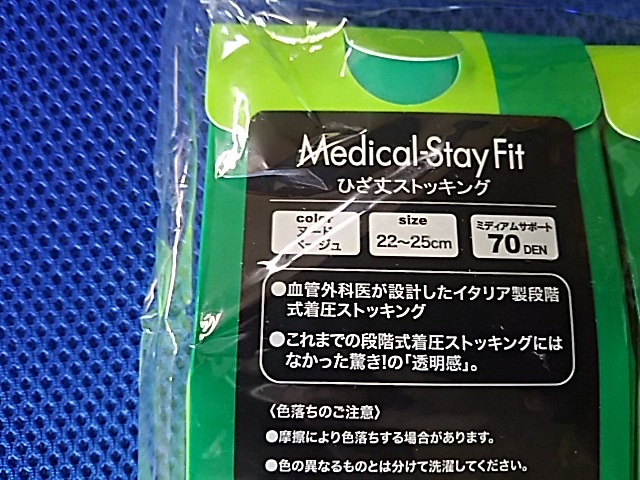 Medical Stay Fit
ひざ丈ストッキング
color
ヌード
ベージュ
size
22～25cm
ミディアムサポート
70 DEN
●血管外科医が設計したイタリア製段階
式着圧ストッキング
●これまでの段階式着圧ストッキングには
なかった驚き!の「透明感」。
〈色落ちのご注意〉
●摩擦により色落ちする場合があります。
●色の異なるものとは分けて洗濯してください。